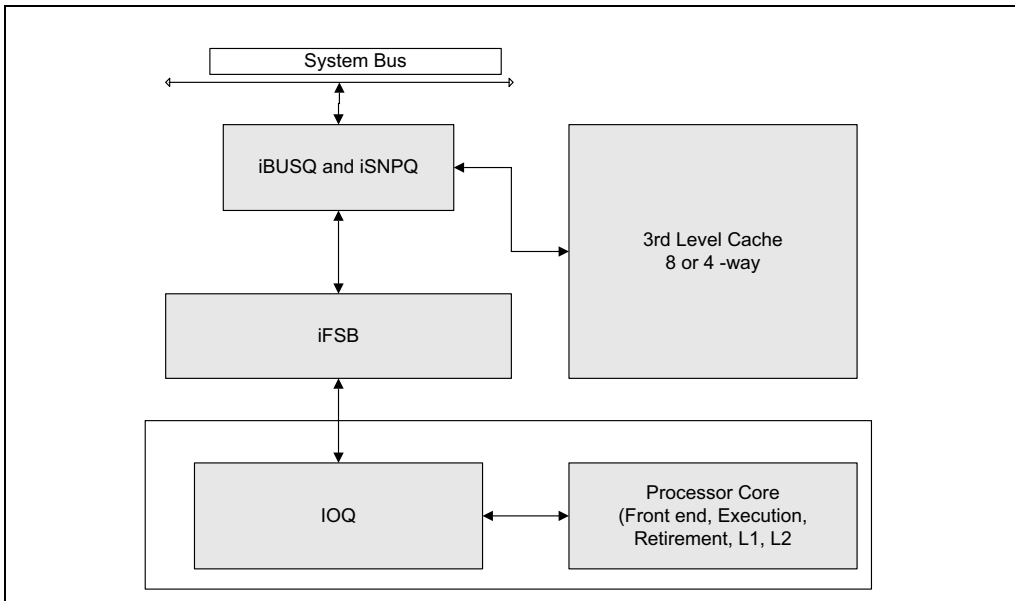 System Bus
iBUSQ and iSNPQ
3rd Level Cache
8 or 4 -way
iFSB
IOQ
Processor Core
(Front end, Execution,
Retirement, L1, L2